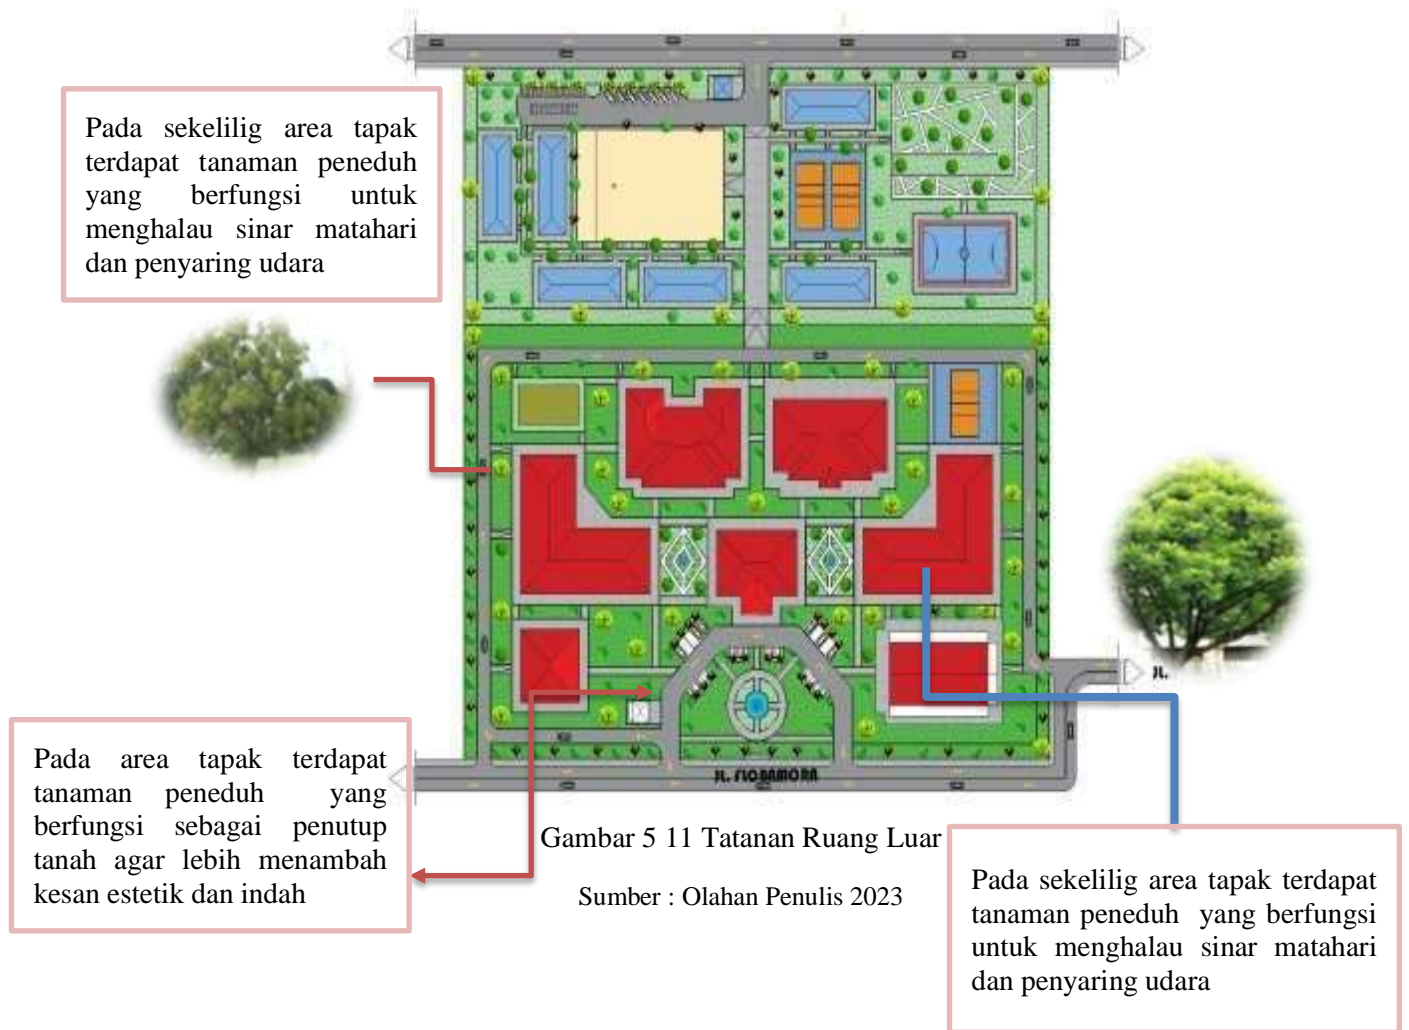 Pada sekelilig area tapak
terdapat tanaman peneduh
yang berfungsi untuk
menghalau sinar matahari
dan penyaring udara
JL.
JL. FLOBAMORA
Pada area tapak terdapat
tanaman peneduh yang
berfungsi sebagai penutup
tanah agar lebih menambah
kesan estetik dan indah
Gambar 5 11 Tatanan Ruang Luar
Sumber : Olahan Penulis 2023
Pada sekelilig area tapak terdapat
tanaman peneduh yang berfungsi
untuk menghalau sinar matahari
dan penyaring udara